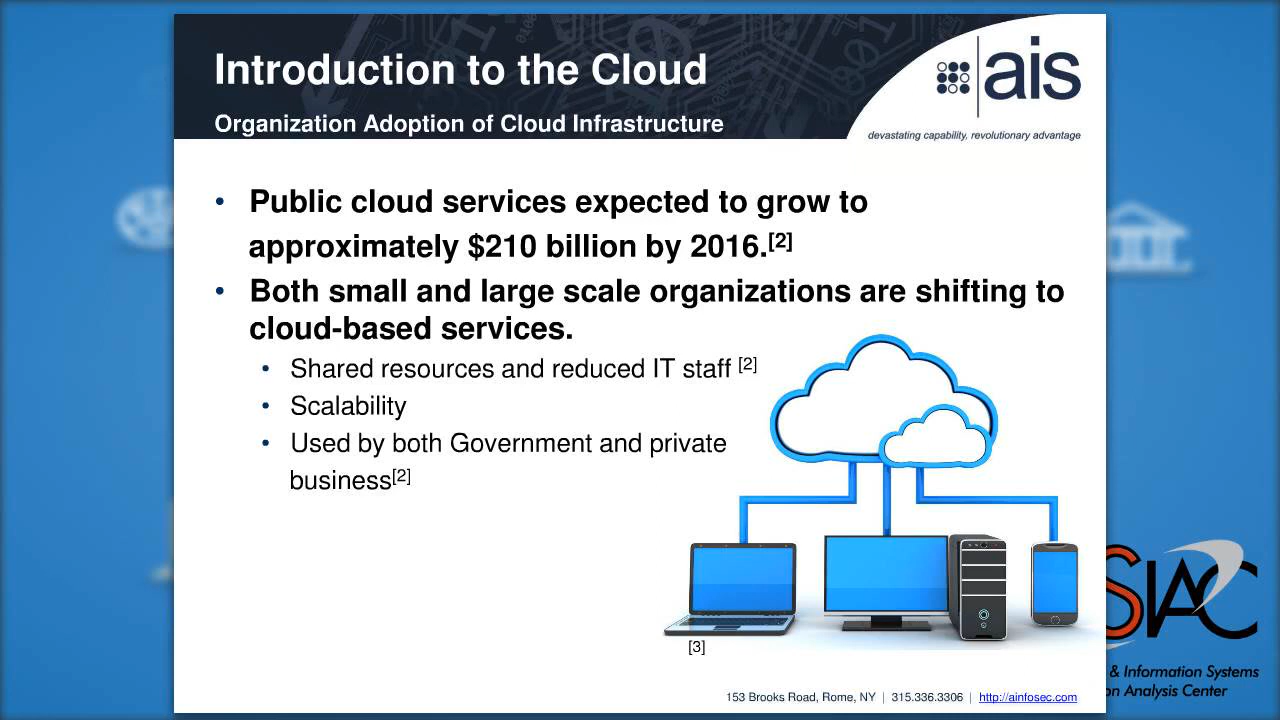 Introduction to the Cloud
Organization Adoption of Cloud Infrastructure
ais
devastating capability, revolutionary advantage
• Public cloud services expected to grow to
approximately $210 billion by 2016.[2]
• Both small and large scale organizations are shifting to
cloud-based services.
• Shared resources and reduced IT staff [2]
• Scalability
• Used by both Government and private
business[2]
[3]
153 Brooks Road, Rome, NY | 315.336.3306 | http://ainfosec.com
SIAC
& Information Systems
on Analysis Center